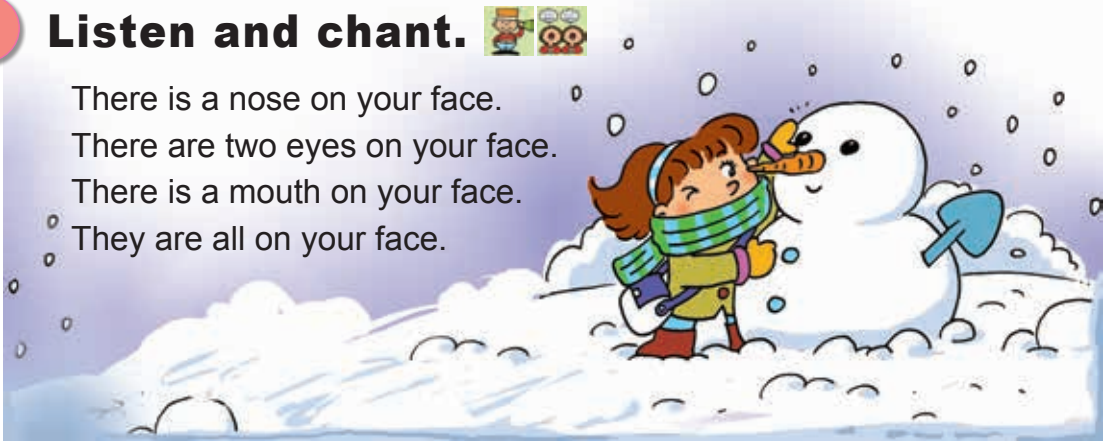 Listen and chant.
There is a nose on your face.
There are two eyes on your face.
There is a mouth on your face.
They are all on your face.